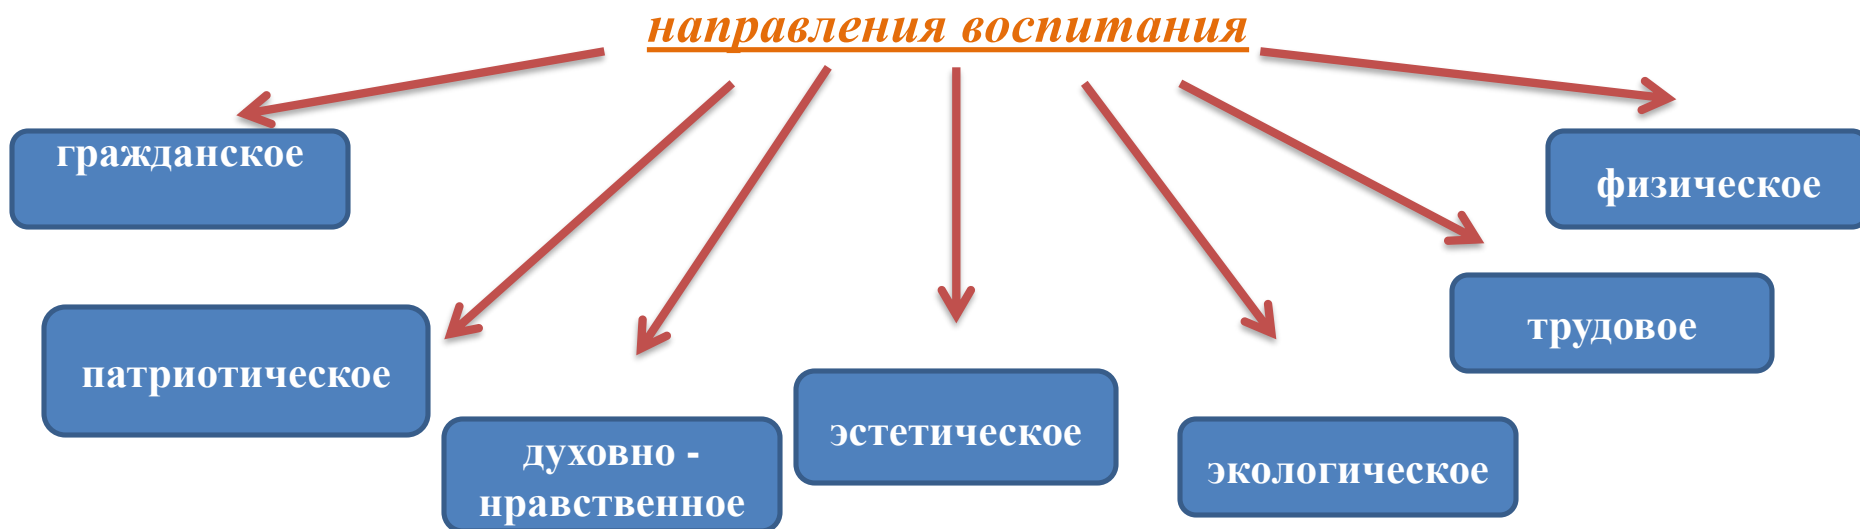 направления воспитания
гражданское
физическое
патриотическое
трудовое
духовно -
нравственное
эстетическое
экологическое